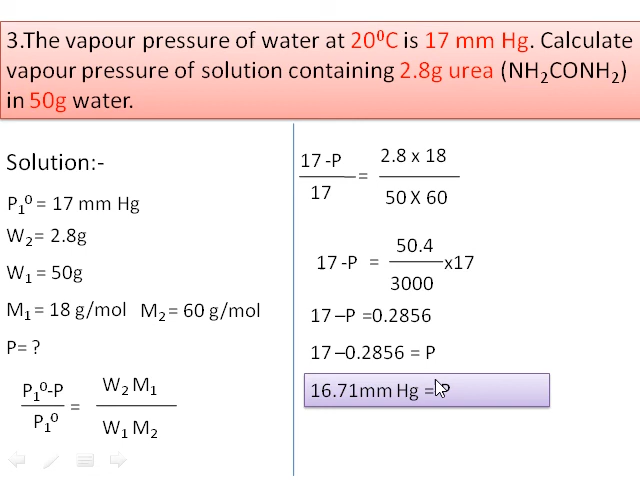 3.The vapour pressure of water at 20⁰C is 17 mm Hg. Calculate
vapour pressure of solution containing 2.8g urea (NH₂CONH₂)
in 50g water.
Solution:-
P₁⁰ = 17 mm Hg
W₂ = 2.8g
W₁ = 50g
M₁ = 18 g/mol M₂ = 60 g/mol
P= ?
P₁⁰-P
P₁⁰
=
W₂ M₁
W₁ M₂
17 -P
17
=
2.8 x 18
50 X 60
17 -P =
50.4
3000
x17
17 –P =0.2856
17 –0.2856 = P
16.71mm Hg = P